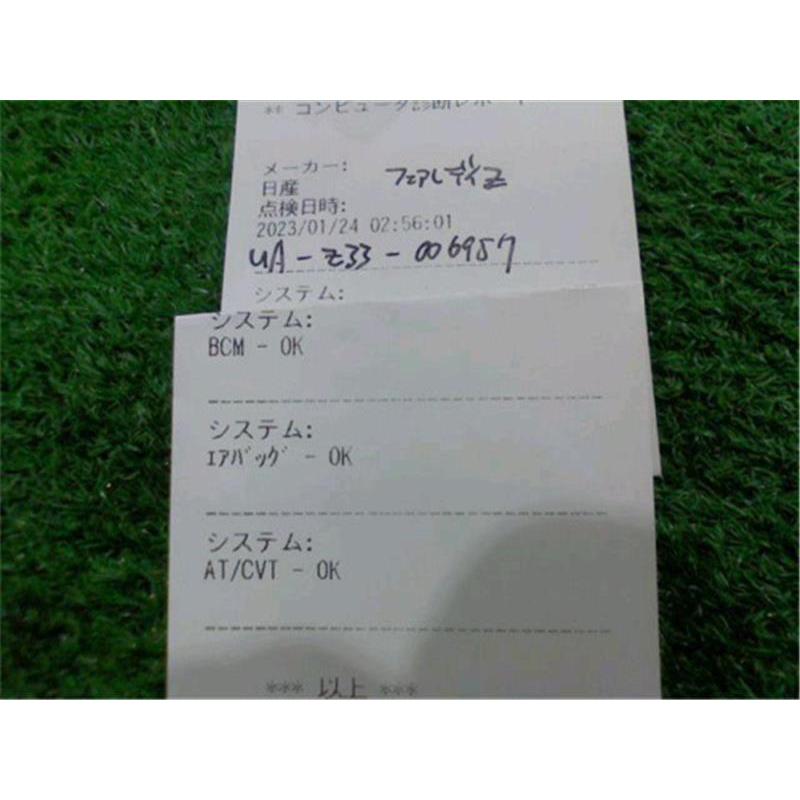 ** コンピュータ診断レポート
メーカー: フェアレディZ
日産
点検日時:
2023/01/24 02:56:01
UA-Z33-006957
システム:
システム:
BCM - OK
システム:
ｴｱﾊﾞｯｸﾞ - OK
システム:
AT/CVT - OK
*** 以上 ***